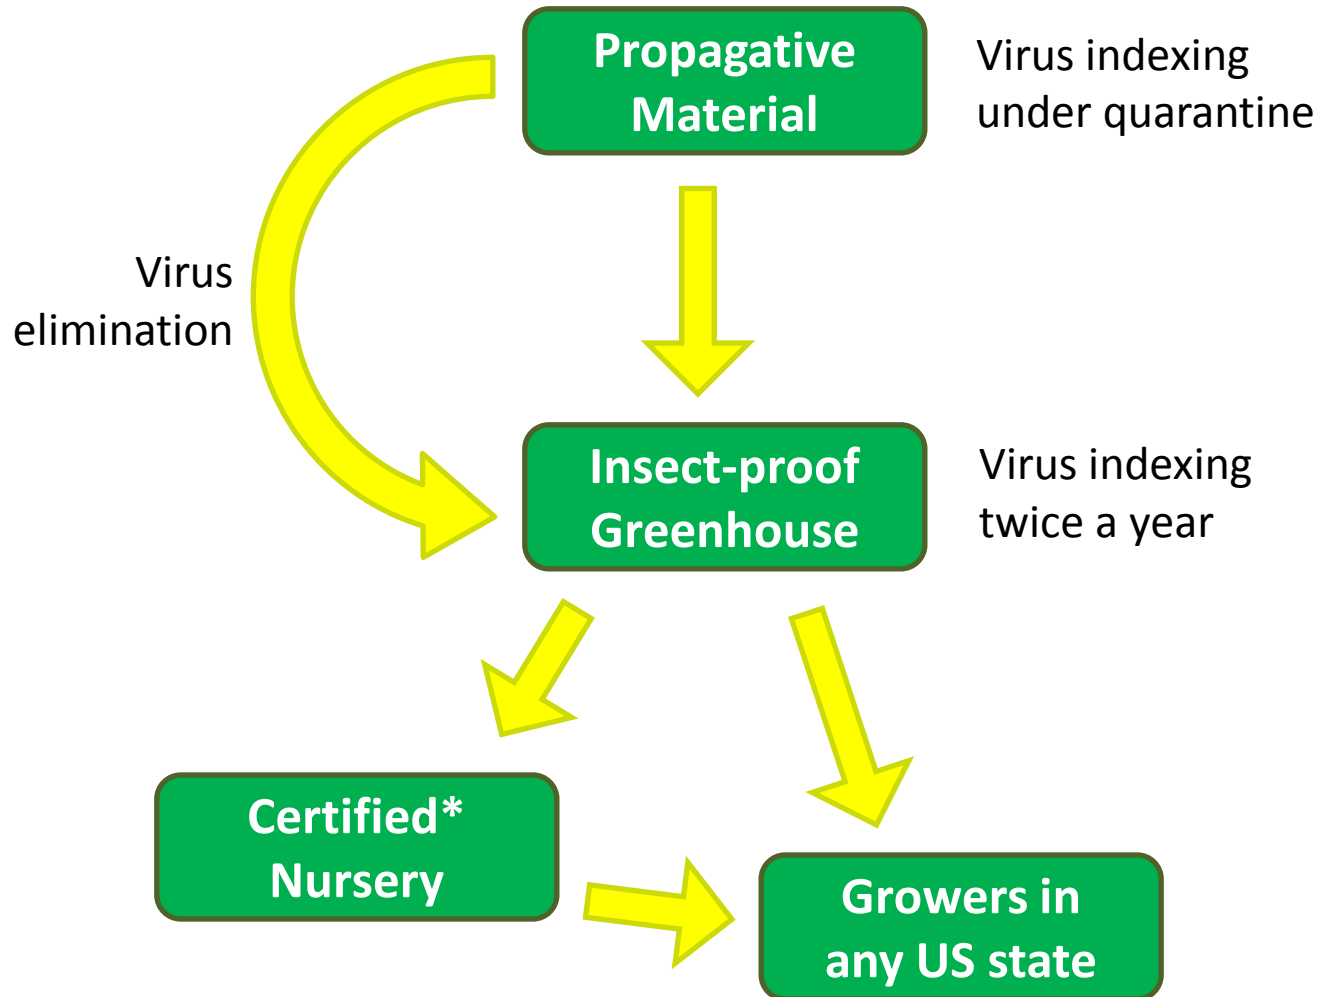 Propagative
Material
Virus indexing
under quarantine
Virus
elimination
Insect-proof
Greenhouse
Virus indexing
twice a year
Certified*
Nursery
Growers in
any US state